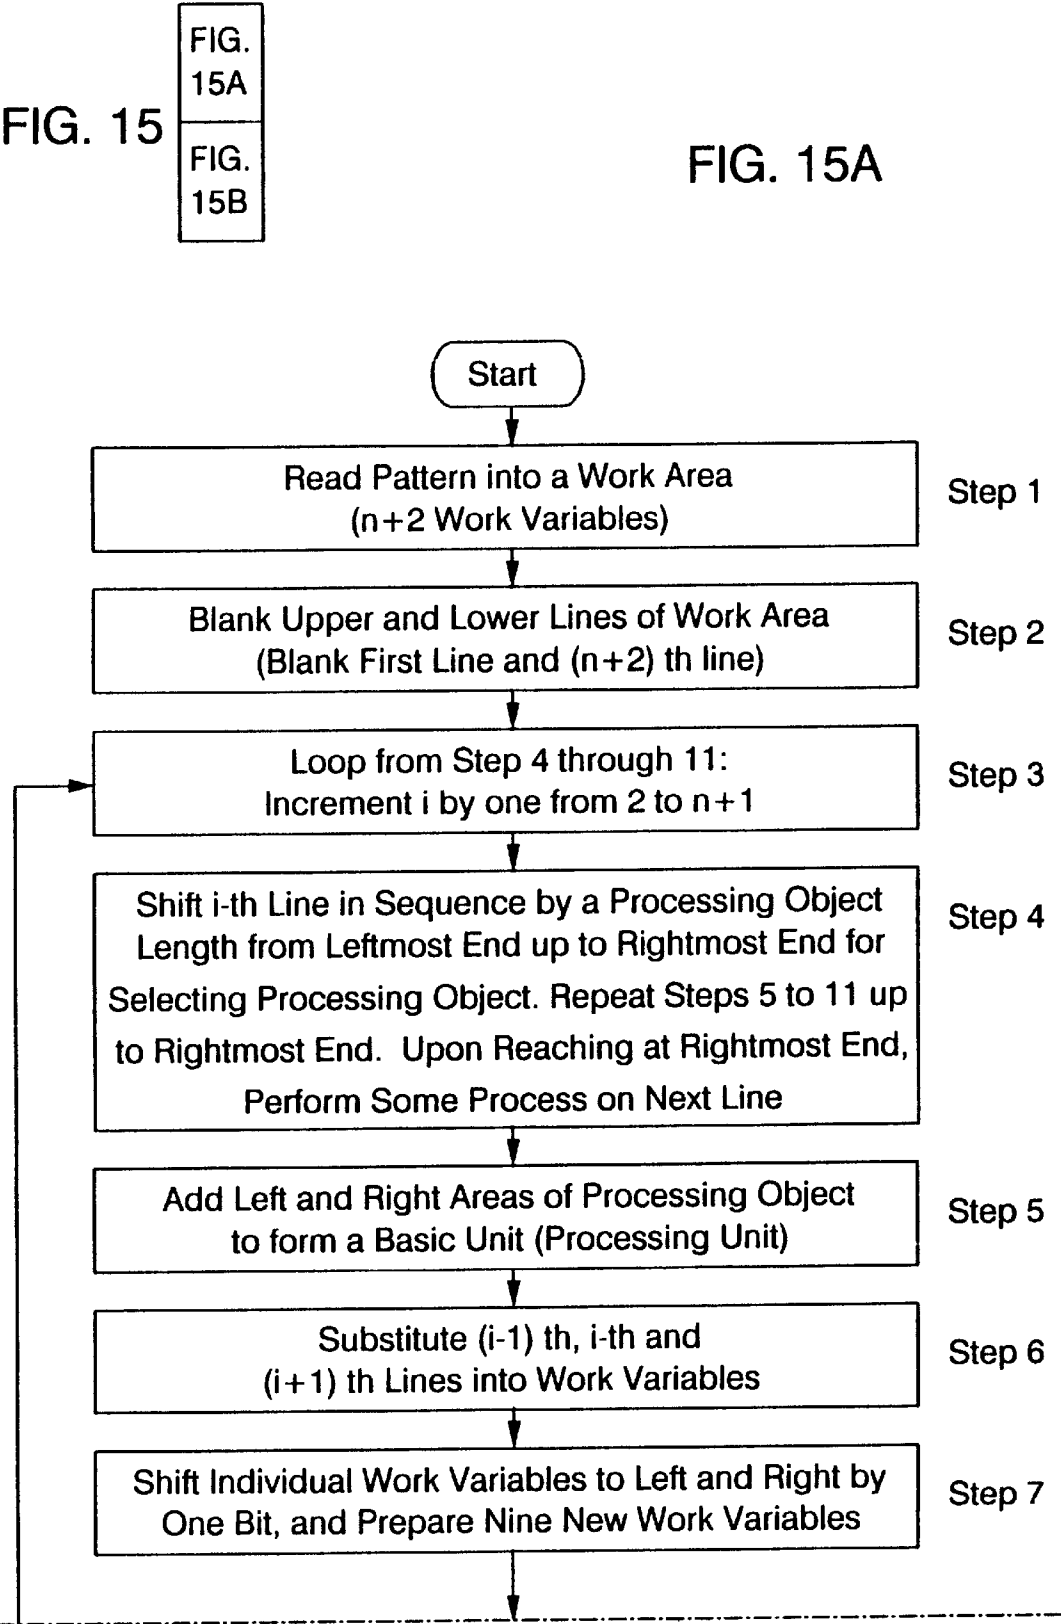 FIG. 15
FIG.
15A
FIG.
15B
FIG. 15A
Start
Read Pattern into a Work Area
(n+2 Work Variables)
Step 1
Blank Upper and Lower Lines of Work Area
(Blank First Line and (n+2) th line)
Step 2
Loop from Step 4 through 11:
Increment i by one from 2 to n+1
Step 3
Shift i-th Line in Sequence by a Processing Object
Length from Leftmost End up to Rightmost End for
Selecting Processing Object. Repeat Steps 5 to 11 up
to Rightmost End. Upon Reaching at Rightmost End,
Perform Some Process on Next Line
Step 4
Add Left and Right Areas of Processing Object
to form a Basic Unit (Processing Unit)
Step 5
Substitute (i-1) th, i-th and
(i+1) th Lines into Work Variables
Step 6
Shift Individual Work Variables to Left and Right by
One Bit, and Prepare Nine New Work Variables
Step 7